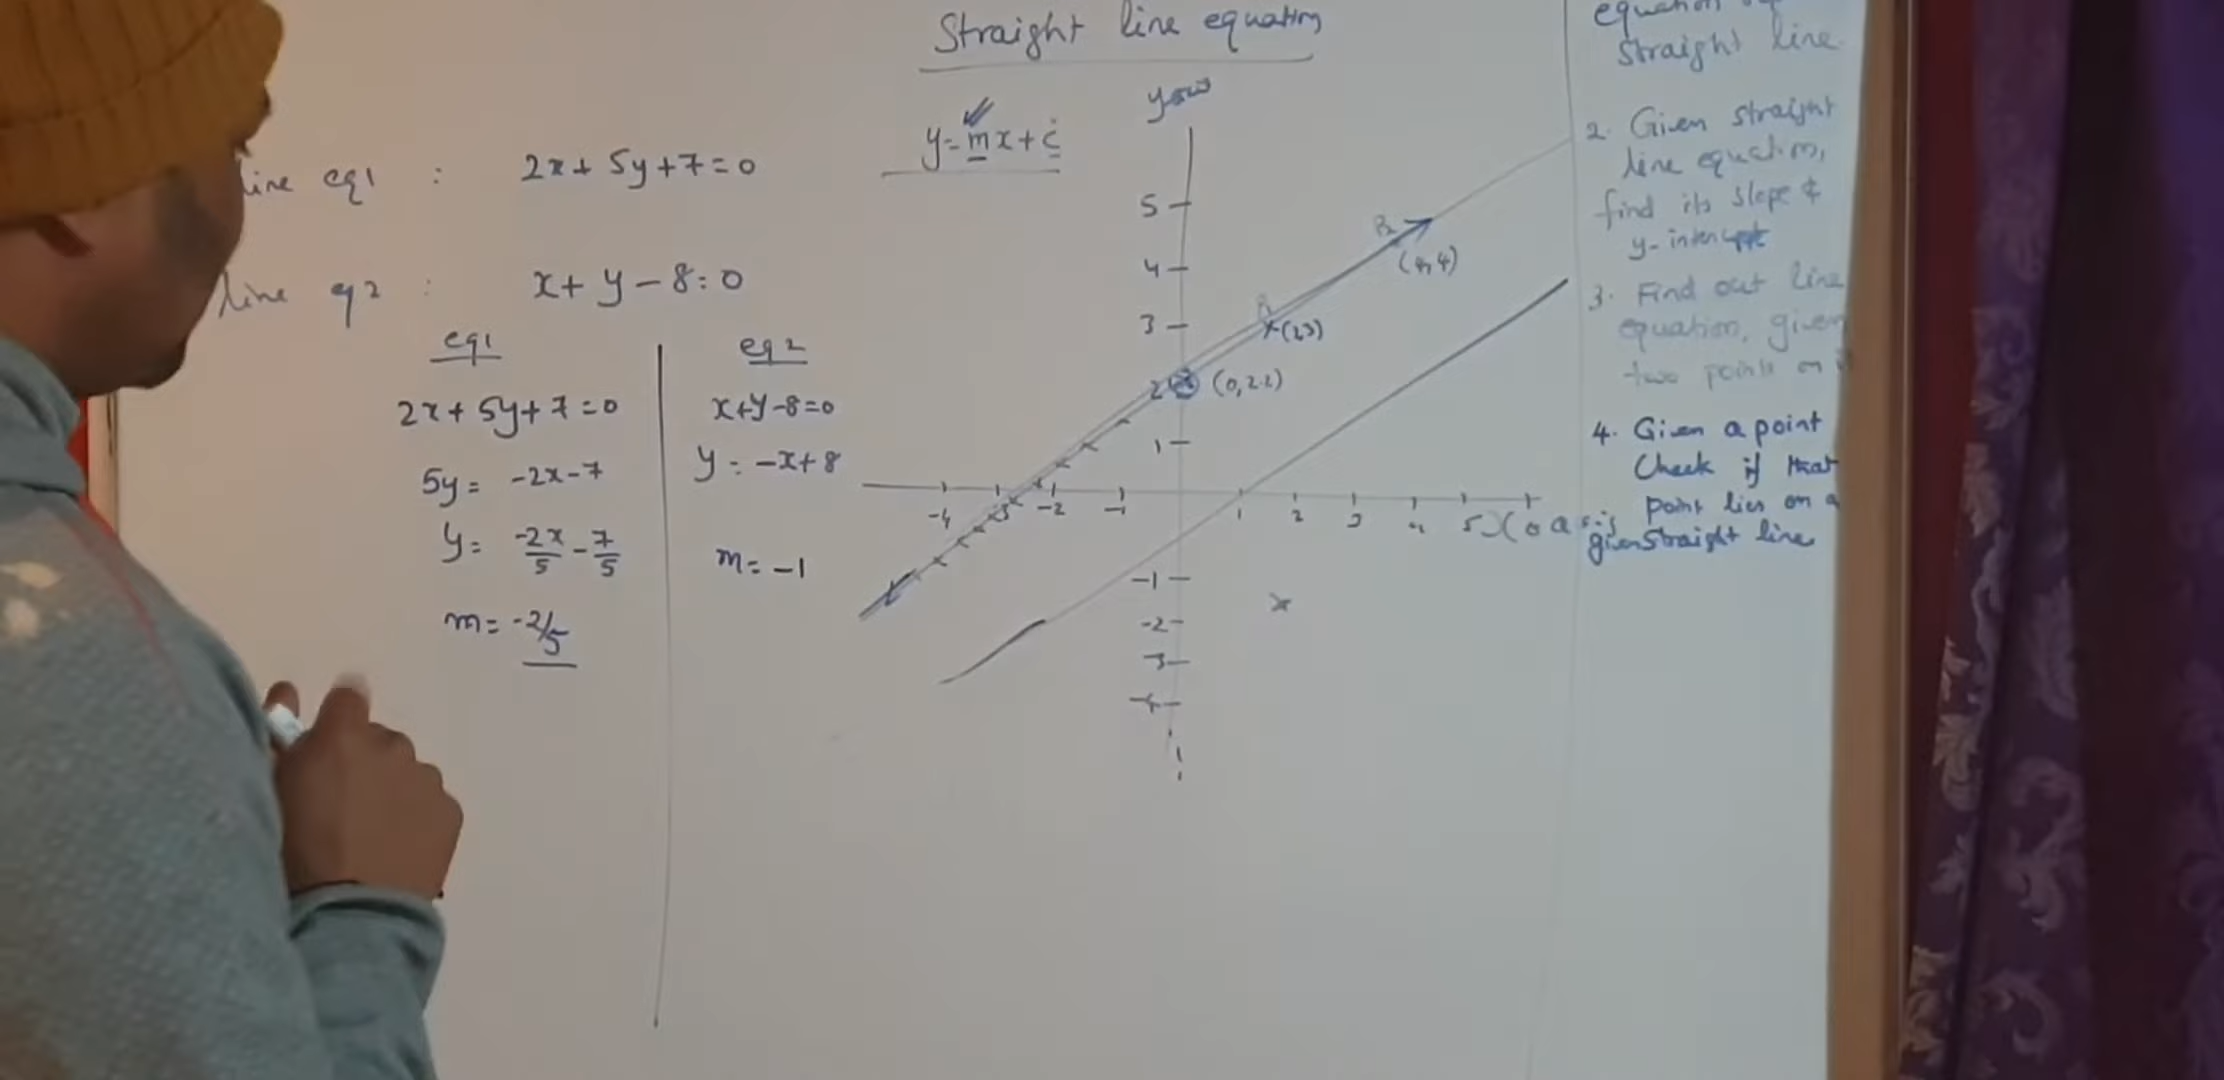 Straight line equation
y=mx+c
line eq1 : 2x+5y+7=0
line eq2 : x+y-8=0
eq1
2x+5y+7=0
5y= -2x-7
y= -2x/5 - 7/5
m= -2/5
eq2
x+y-8=0
y=-x+8
m=-1
5
4
3
2
1
-1
-2
-3
-4
-4 -3 -2 -1 1 2 3 4 5
P2
(4,4)
P1
(0,2.2)
straight line
2. Given straight
line equation,
find its slope &
y-intercept
3. Find out line
equation, given
two points on
4. Given a point
Check if that
point lies on a
given straight line